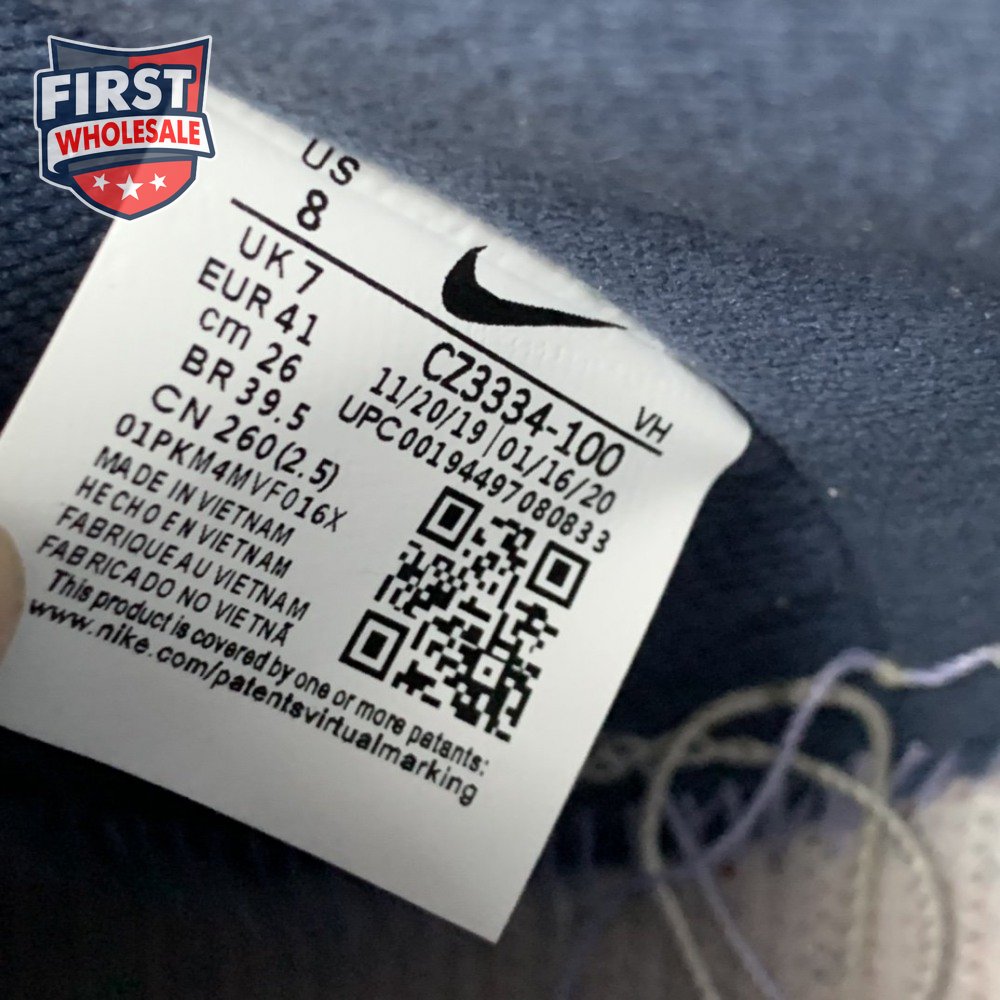 FIRST
WHOLESALE
US
8
UK 7
EUR 41
cm 26
BR 39.5
CN 260(2.5)
01PKM4MVF016X
MADE IN VIETNAM
HECHO EN VIETNAM
FABRIQUE AU VIETNAM
FABRICADO NO VIETNÃ
This product is covered by one or more patents:
www.nike.com/patentsvirtualmarking
CZ3334-100 VH
11/20/19|01/16/20
UPC00194497080833